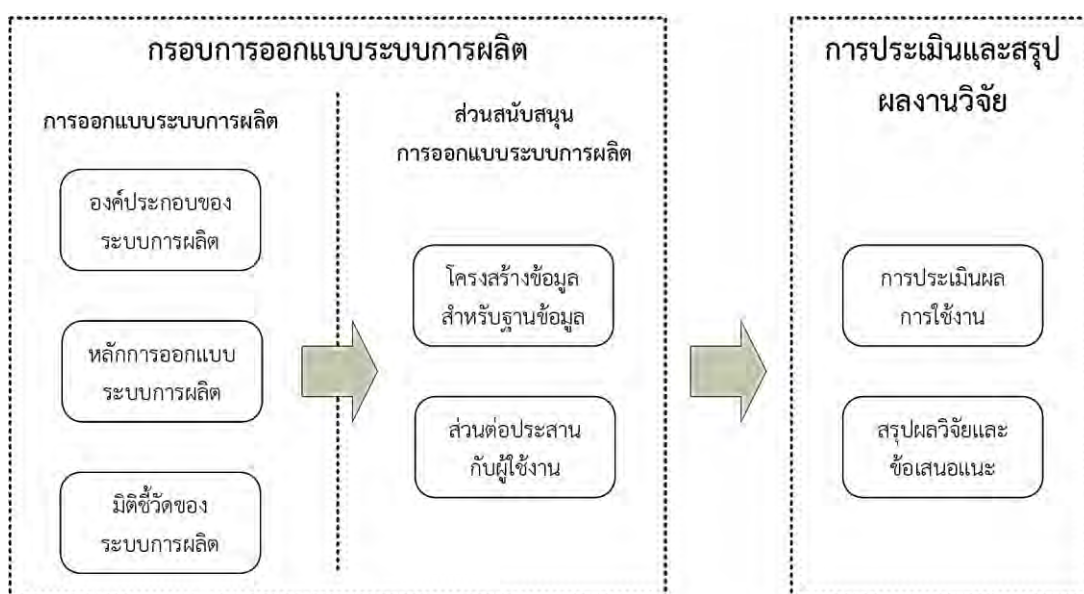 กรอบการออกแบบระบบการผลิต
การออกแบบระบบการผลิต
องค์ประกอบของ
ระบบการผลิต
หลักการออกแบบ
ระบบการผลิต
มิติชี้วัดของ
ระบบการผลิต
ส่วนสนับสนุน
การออกแบบระบบการผลิต
โครงสร้างข้อมูล
สำหรับฐานข้อมูล
ส่วนต่อประสาน
กับผู้ใช้งาน
การประเมินและสรุป
ผลงานวิจัย
การประเมินผล
การใช้งาน
สรุปผลวิจัยและ
ข้อเสนอแนะ